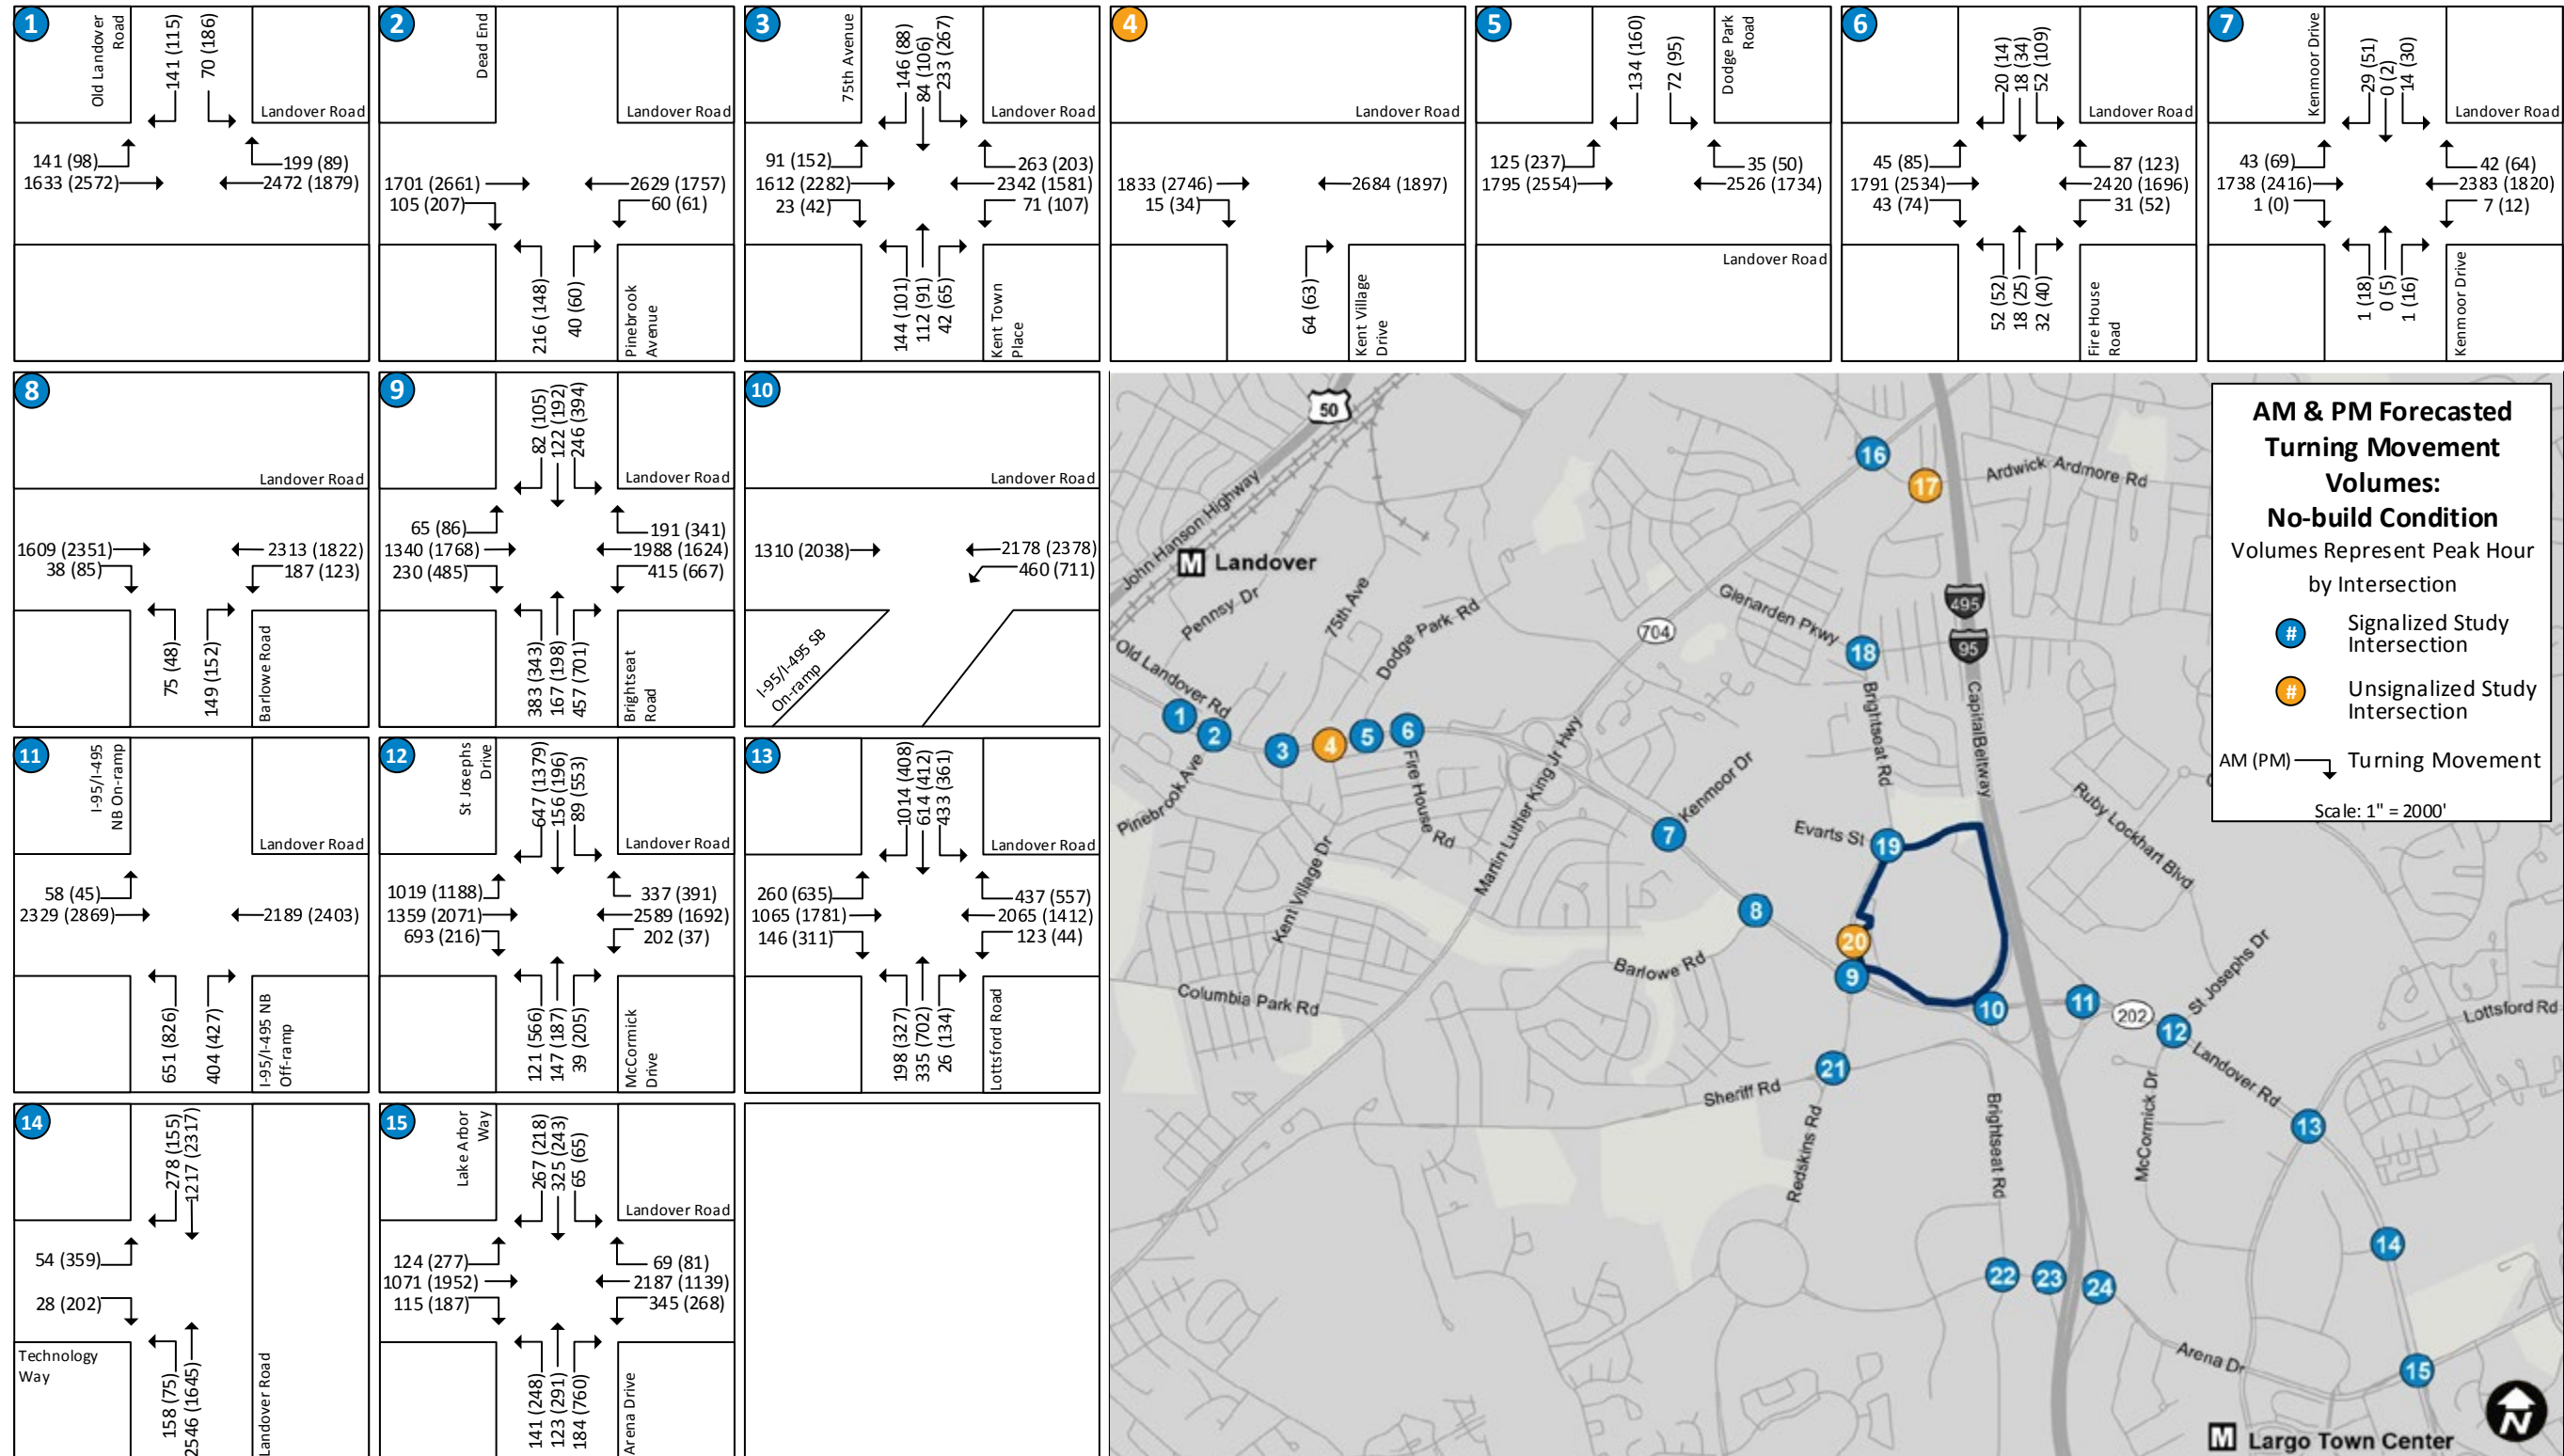 1
Old Landover
Road
141 (115)
70 (186)
Landover Road
141 (98)
1633 (2572)
199 (89)
2472 (1879)
2
Dead End
Landover Road
1701 (2661)
105 (207)
2629 (1757)
60 (61)
216 (148)
40 (60)
Pinebrook
Avenue
3
75th Avenue
146 (88)
84 (106)
233 (267)
Landover Road
91 (152)
1612 (2282)
23 (42)
263 (203)
2342 (1581)
71 (107)
144 (101)
112 (91)
42 (65)
Kent Town
Place
4
Landover Road
1833 (2746)
15 (34)
2684 (1897)
64 (63)
Kent Village
Drive
5
134 (160)
72 (95)
Dodge Park
Road
125 (237)
1795 (2554)
35 (50)
2526 (1734)
Landover Road
6
20 (14)
18 (34)
52 (109)
Landover Road
45 (85)
1791 (2534)
43 (74)
87 (123)
2420 (1696)
31 (52)
52 (52)
18 (25)
32 (40)
Fire House
Road
7
Kenmoor Drive
29 (51)
0 (2)
14 (30)
Landover Road
43 (69)
1738 (2416)
1 (0)
42 (64)
2383 (1820)
7 (12)
1 (18)
0 (5)
1 (16)
Kenmoor Drive
8
Landover Road
1609 (2351)
38 (85)
2313 (1822)
187 (123)
75 (48)
149 (152)
Barlowe Road
9
82 (105)
122 (192)
246 (394)
Landover Road
65 (86)
1340 (1768)
230 (485)
191 (341)
1988 (1624)
415 (667)
383 (343)
167 (198)
457 (701)
Brightseat
Road
10
Landover Road
1310 (2038)
2178 (2378)
460 (711)
I-95/I-495 SB
On-ramp
11
I-95/I-495
NB On-ramp
Landover Road
58 (45)
2329 (2869)
2189 (2403)
651 (826)
404 (427)
I-95/I-495 NB
Off-ramp
12
St Josephs
Drive
647 (1379)
156 (196)
89 (553)
Landover Road
1019 (1188)
1359 (2071)
693 (216)
337 (391)
2589 (1692)
202 (37)
121 (566)
147 (187)
39 (205)
McCormick
Drive
13
1014 (408)
614 (412)
433 (361)
Landover Road
260 (635)
1065 (1781)
146 (311)
437 (557)
2065 (1412)
123 (44)
198 (327)
335 (702)
26 (134)
Lottsford Road
14
278 (155)
1217 (2317)
54 (359)
28 (202)
Technology
Way
158 (75)
2546 (1645)
Landover Road
15
Lake Arbor
Way
267 (218)
325 (243)
65 (65)
Landover Road
124 (277)
1071 (1952)
115 (187)
69 (81)
2187 (1139)
345 (268)
141 (248)
123 (291)
184 (760)
Arena Drive
AM & PM Forecasted
Turning Movement
Volumes:
No-build Condition
Volumes Represent Peak Hour
by Intersection
# Signalized Study
Intersection
# Unsignalized Study
Intersection
AM (PM) Turning Movement
Scale: 1" = 2000'
50
16
17
Ardwick Ardmore Rd
John Hanson Highway
M Landover
Pennsy Dr
75th Ave
Dodge Park Rd
704
Glenarden Pkwy
495
95
18
Old Landover Rd
1
2
3
4
5
6
Pinebrook Ave
Fire House Rd
Martin Luther King Jr Hwy
Brightseat Rd
Capital Beltway
Kenmoor Dr
7
Ruby Lockhart Blvd
Evarts St
19
Kent Village Dr
8
20
9
Barlowe Rd
Columbia Park Rd
10
11
202
St Josephs Dr
12
Lottsford Rd
Landover Rd
21
Sheriff Rd
Redskins Rd
Brightseat Rd
McCormick Dr
13
14
22
23
24
Arena Dr
15
N
M Largo Town Center